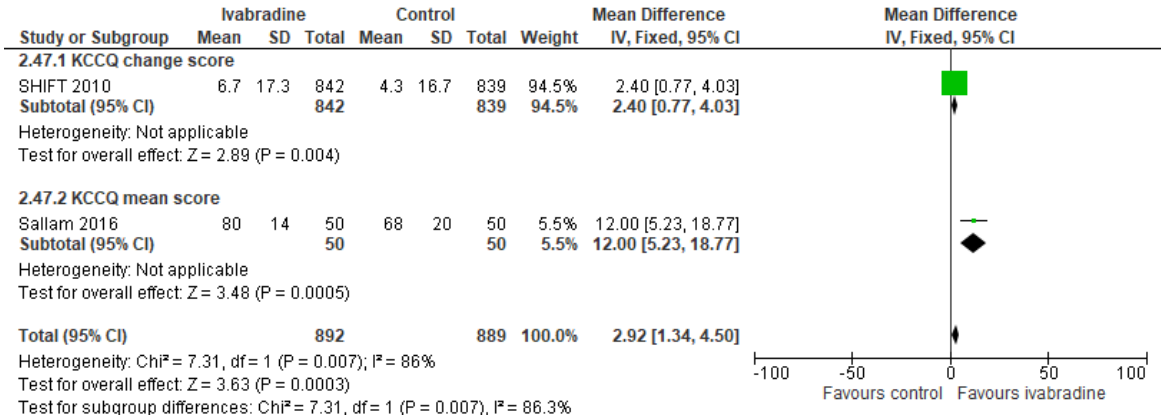 Ivabradine Control Mean Difference Mean Difference
Study or Subgroup Mean SD Total Mean SD Total Weight IV, Fixed, 95% CI IV, Fixed, 95% CI
2.47.1 KCCQ change score
SHIFT 2010 6.7 17.3 842 4.3 16.7 839 94.5% 2.40 [0.77, 4.03]
Subtotal (95% CI) 842 839 94.5% 2.40 [0.77, 4.03]
Heterogeneity: Not applicable
Test for overall effect: Z = 2.89 (P = 0.004)
2.47.2 KCCQ mean score
Sallam 2016 80 14 50 68 20 50 5.5% 12.00 [5.23, 18.77]
Subtotal (95% CI) 50 50 5.5% 12.00 [5.23, 18.77]
Heterogeneity: Not applicable
Test for overall effect: Z = 3.48 (P = 0.0005)
Total (95% CI) 892 889 100.0% 2.92 [1.34, 4.50]
Heterogeneity: Chi² = 7.31, df = 1 (P = 0.007); I² = 86%
Test for overall effect: Z = 3.63 (P = 0.0003)
Test for subgroup differences: Chi² = 7.31, df = 1 (P = 0.007), I² = 86.3%
-100 -50 0 50 100
Favours control Favours ivabradine